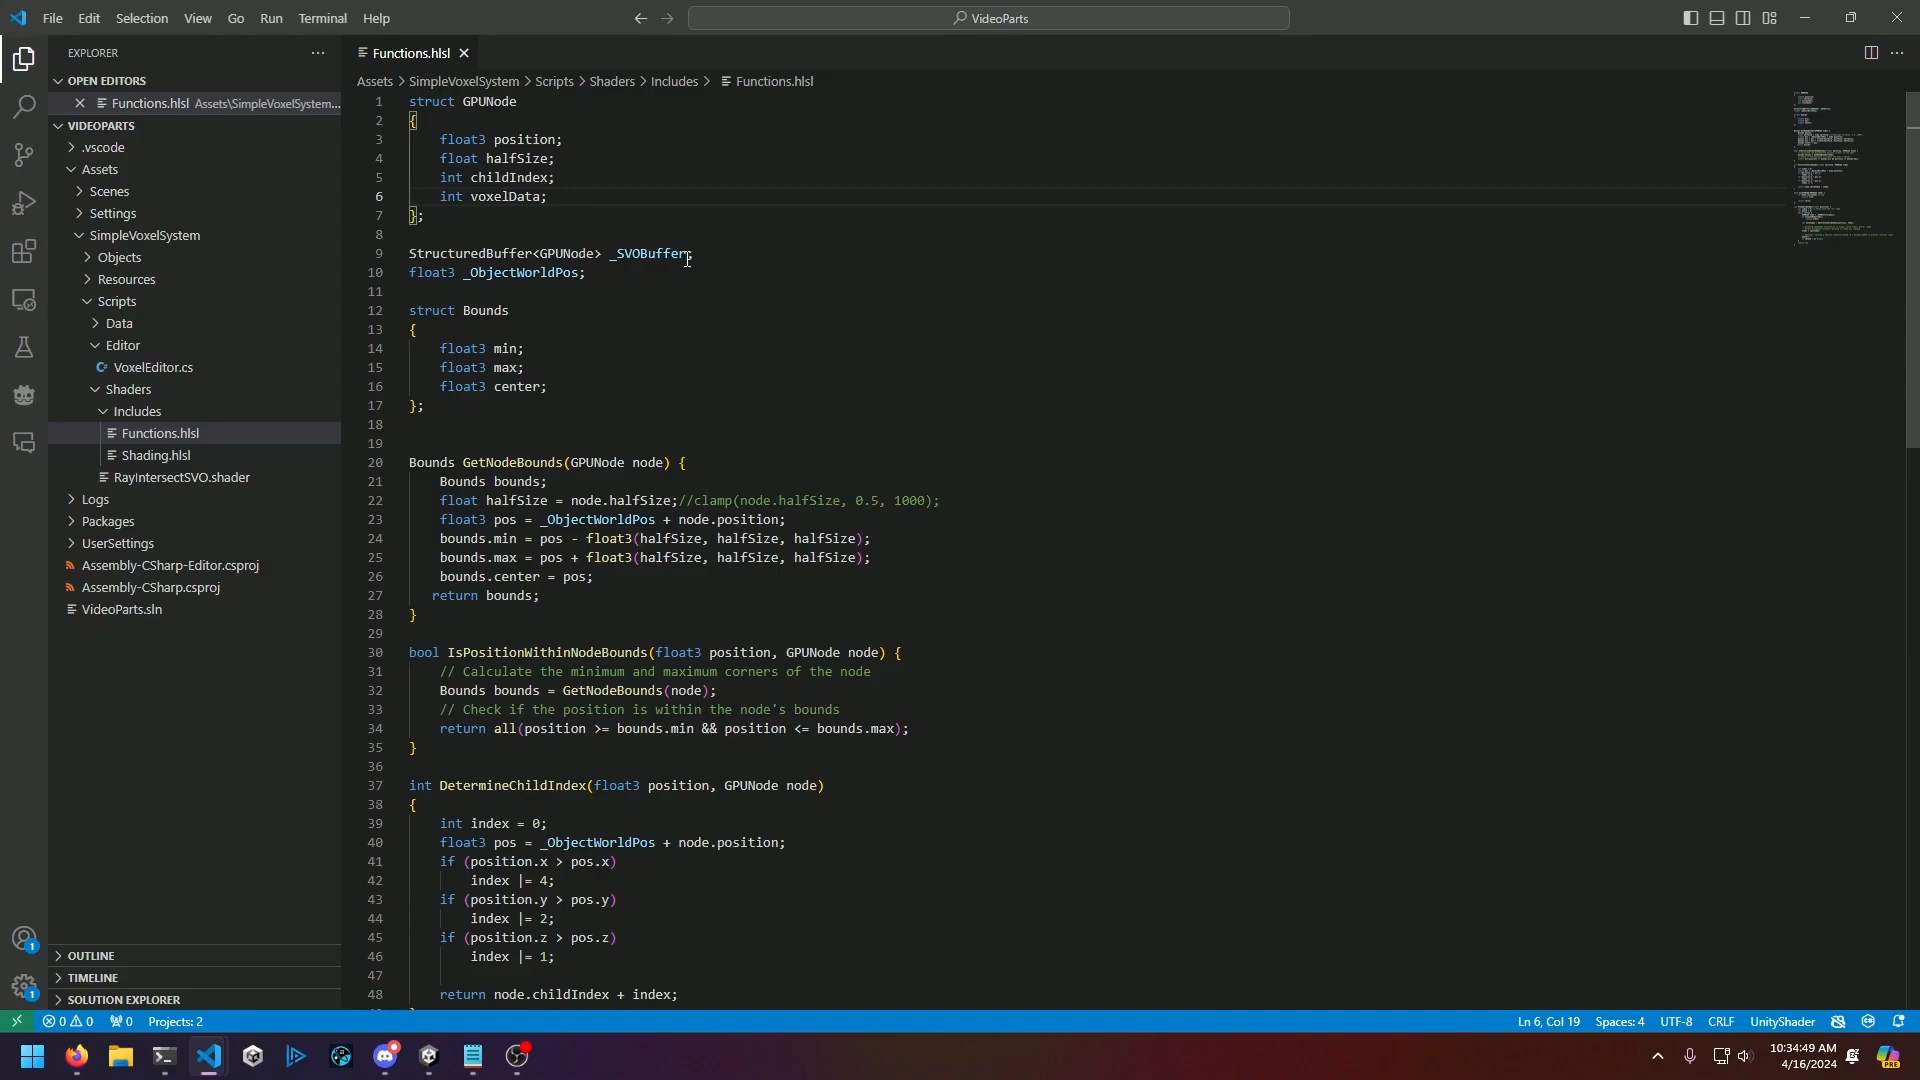 File Edit Selection View Go Run Terminal Help
VideoParts
EXPLORER
OPEN EDITORS
Functions.hlsl Assets\SimpleVoxelSystem...
VIDEOPARTS
.vscode
Assets
Scenes
Settings
SimpleVoxelSystem
Objects
Resources
Scripts
Data
Editor
VoxelEditor.cs
Shaders
Includes
Functions.hlsl
Shading.hlsl
RayIntersectSVO.shader
Logs
Packages
UserSettings
Assembly-CSharp-Editor.csproj
Assembly-CSharp.csproj
VideoParts.sln
OUTLINE
TIMELINE
SOLUTION EXPLORER
Functions.hlsl
Assets > SimpleVoxelSystem > Scripts > Shaders > Includes > Functions.hlsl
1 struct GPUNode
2 {
3 float3 position;
4 float halfSize;
5 int childIndex;
6 int voxelData;
7 };
8
9 StructuredBuffer<GPUNode> _SVOBuffer;
10 float3 _ObjectWorldPos;
11
12 struct Bounds
13 {
14 float3 min;
15 float3 max;
16 float3 center;
17 };
18
19
20 Bounds GetNodeBounds(GPUNode node) {
21 Bounds bounds;
22 float halfSize = node.halfSize;//clamp(node.halfSize, 0.5, 1000);
23 float3 pos = _ObjectWorldPos + node.position;
24 bounds.min = pos - float3(halfSize, halfSize, halfSize);
25 bounds.max = pos + float3(halfSize, halfSize, halfSize);
26 bounds.center = pos;
27 return bounds;
28 }
29
30 bool IsPositionWithinNodeBounds(float3 position, GPUNode node) {
31 // Calculate the minimum and maximum corners of the node
32 Bounds bounds = GetNodeBounds(node);
33 // Check if the position is within the node's bounds
34 return all(position >= bounds.min && position <= bounds.max);
35 }
36
37 int DetermineChildIndex(float3 position, GPUNode node)
38 {
39 int index = 0;
40 float3 pos = _ObjectWorldPos + node.position;
41 if (position.x > pos.x)
42 index |= 4;
43 if (position.y > pos.y)
44 index |= 2;
45 if (position.z > pos.z)
46 index |= 1;
47
48 return node.childIndex + index;
0 0 0 Projects: 2
Ln 6, Col 19 Spaces: 4 UTF-8 CRLF UnityShader
1
1
10:34:49 AM
4/16/2024
PRE